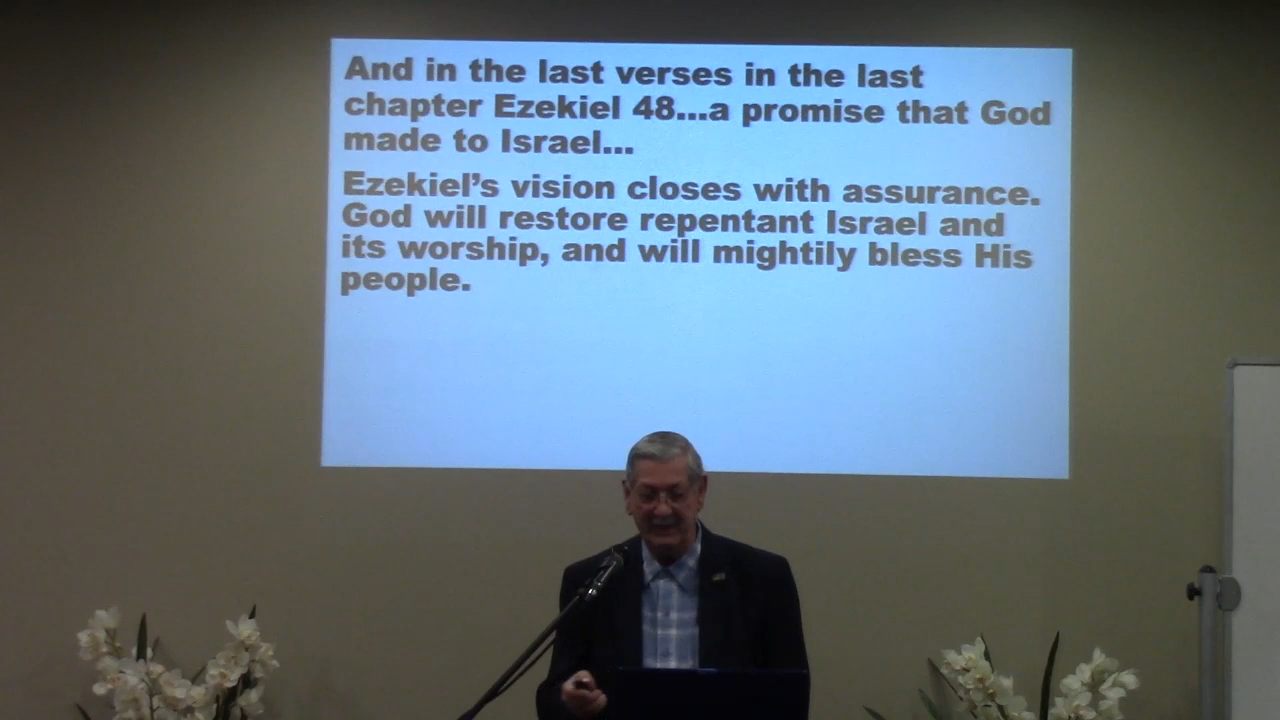 And in the last verses in the last
chapter Ezekiel 48...a promise that God
made to Israel...
Ezekiel's vision closes with assurance.
God will restore repentant Israel and
its worship, and will mightily bless His
people.